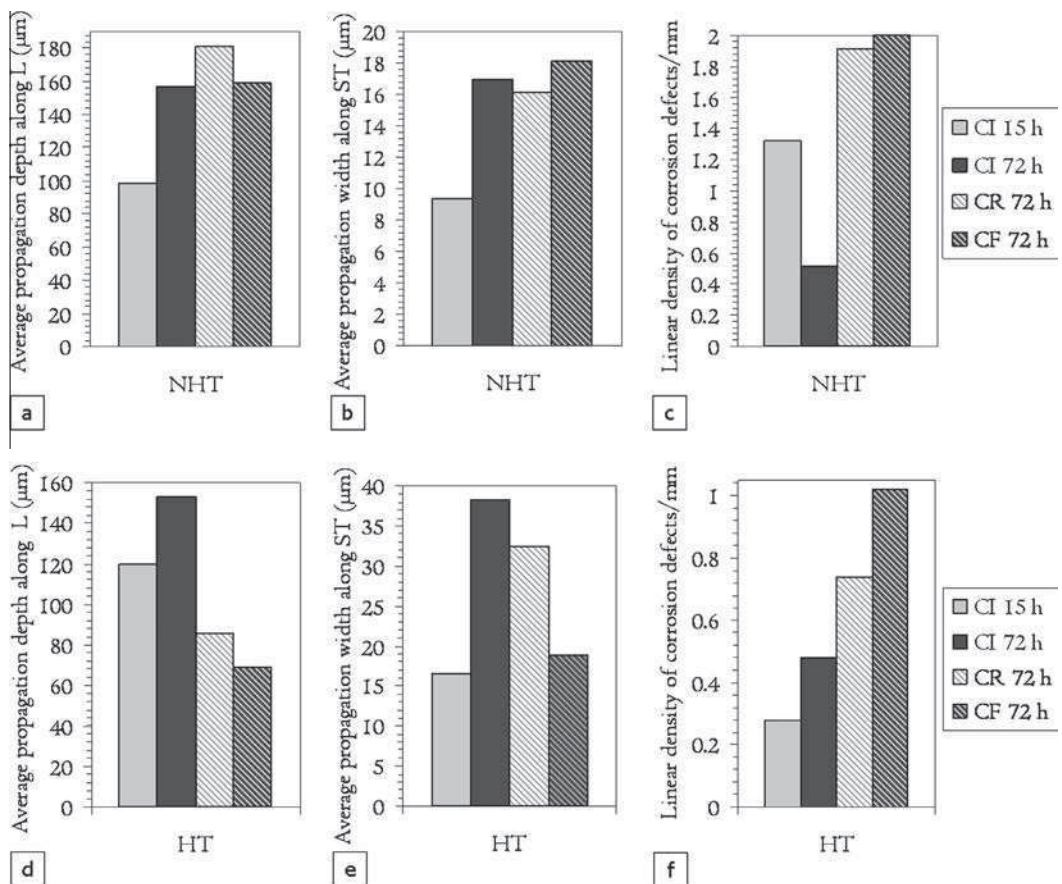 Average propagation depth along L (µm)
180
160
140
120
100
80
60
40
20
0
NHT
a
Average propagation width along ST (µm)
20
18
16
14
12
10
8
6
4
2
0
NHT
b
Linear density of corrosion defects/mm
2
1.8
1.6
1.4
1.2
1
0.8
0.6
0.4
0.2
0
NHT
c
CI 15 h
CI 72 h
CR 72 h
CF 72 h
Average propagation depth along L (µm)
160
140
120
100
80
60
40
20
0
HT
d
Average propagation width along ST (µm)
40
35
30
25
20
15
10
5
0
HT
e
Linear density of corrosion defects/mm
1
0.8
0.6
0.4
0.2
0
HT
f
CI 15 h
CI 72 h
CR 72 h
CF 72 h